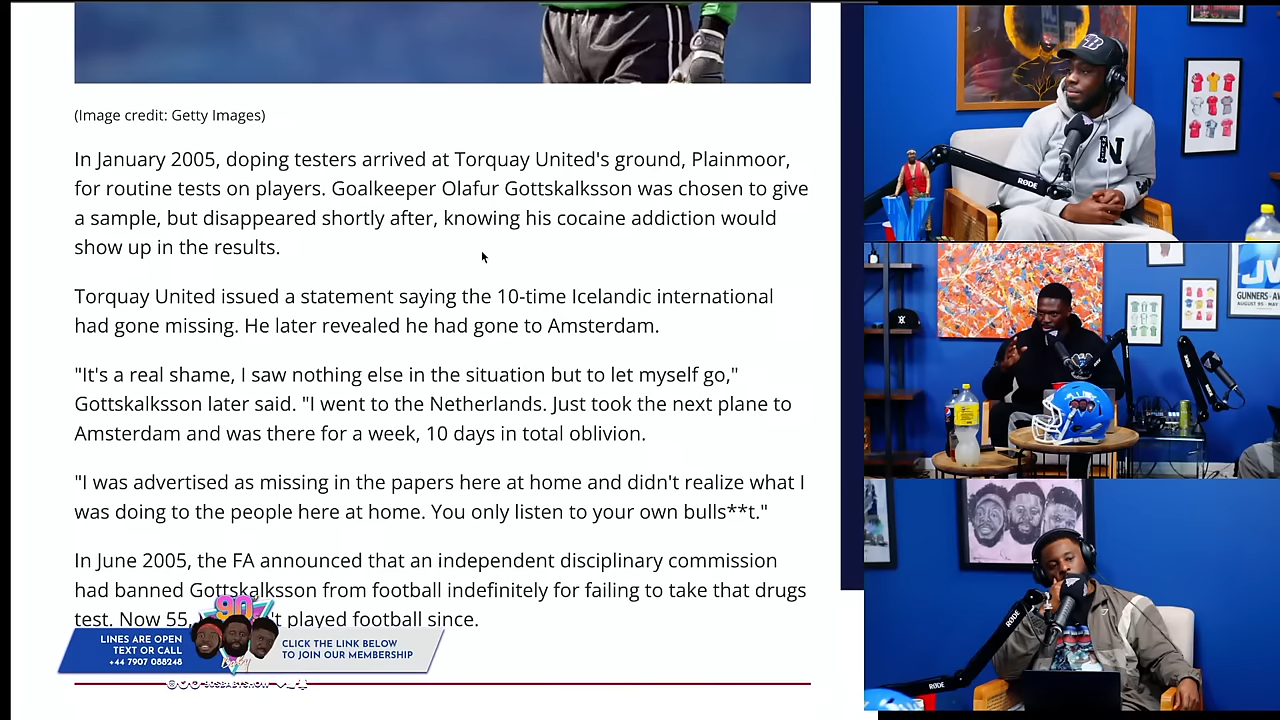 (Image credit: Getty Images)
In January 2005, doping testers arrived at Torquay United's ground, Plainmoor,
for routine tests on players. Goalkeeper Olafur Gottskalksson was chosen to give
a sample, but disappeared shortly after, knowing his cocaine addiction would
show up in the results.
Torquay United issued a statement saying the 10-time Icelandic international
had gone missing. He later revealed he had gone to Amsterdam.
"It's a real shame, I saw nothing else in the situation but to let myself go,"
Gottskalksson later said. "I went to the Netherlands. Just took the next plane to
Amsterdam and was there for a week, 10 days in total oblivion.
"I was advertised as missing in the papers here at home and didn't realize what I
was doing to the people here at home. You only listen to your own bulls**t."
In June 2005, the FA announced that an independent disciplinary commission
had banned Gottskalksson from football indefinitely for failing to take that drugs
test. Now 55, played football since.
90
LINES ARE OPEN
TEXT OR CALL
+44 7907 088248
CLICK THE LINK BELOW
TO JOIN OUR MEMBERSHIP
N
RØDE
RØDE
RØDE
JV
GUNNERS
AUGUST 95 - MAY